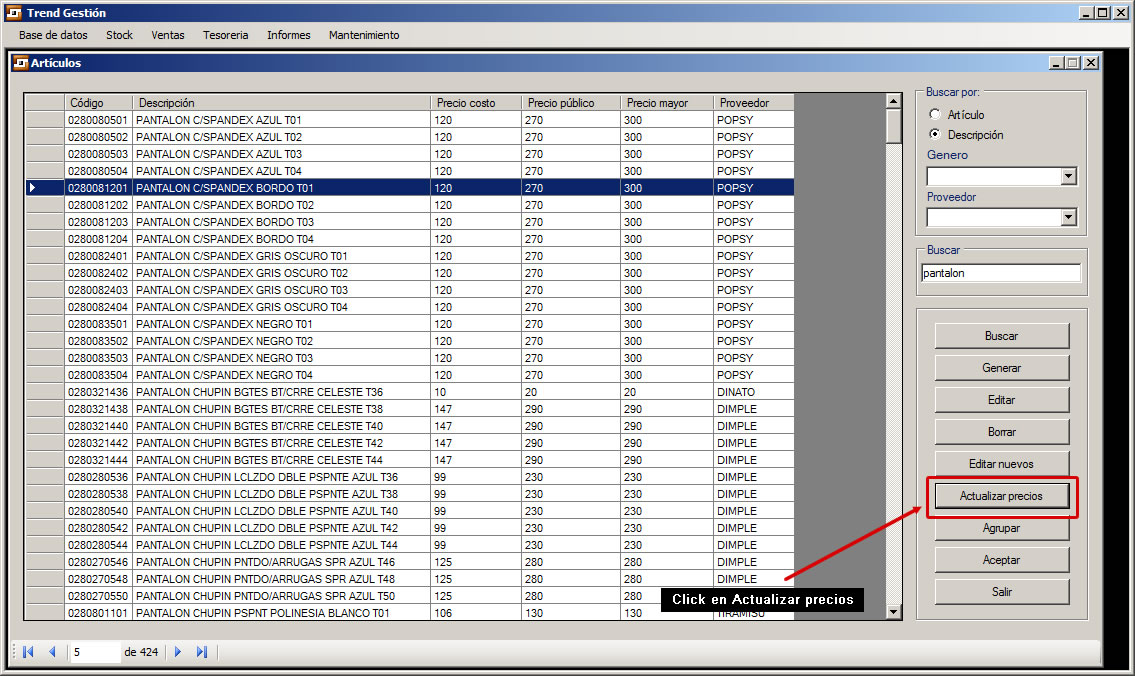 Trend Gestión
Base de datos Stock Ventas Tesoreria Informes Mantenimiento
Artículos
Código Descripción Precio costo Precio público Precio mayor Proveedor
0280080501 PANTALON C/SPANDEX AZUL T01 120 270 300 POPSY
0280080502 PANTALON C/SPANDEX AZUL T02 120 270 300 POPSY
0280080503 PANTALON C/SPANDEX AZUL T03 120 270 300 POPSY
0280080504 PANTALON C/SPANDEX AZUL T04 120 270 300 POPSY
0280081201 PANTALON C/SPANDEX BORDO T01 120 270 300 POPSY
0280081202 PANTALON C/SPANDEX BORDO T02 120 270 300 POPSY
0280081203 PANTALON C/SPANDEX BORDO T03 120 270 300 POPSY
0280081204 PANTALON C/SPANDEX BORDO T04 120 270 300 POPSY
0280082401 PANTALON C/SPANDEX GRIS OSCURO T01 120 270 300 POPSY
0280082402 PANTALON C/SPANDEX GRIS OSCURO T02 120 270 300 POPSY
0280082403 PANTALON C/SPANDEX GRIS OSCURO T03 120 270 300 POPSY
0280082404 PANTALON C/SPANDEX GRIS OSCURO T04 120 270 300 POPSY
0280083501 PANTALON C/SPANDEX NEGRO T01 120 270 300 POPSY
0280083502 PANTALON C/SPANDEX NEGRO T02 120 270 300 POPSY
0280083503 PANTALON C/SPANDEX NEGRO T03 120 270 300 POPSY
0280083504 PANTALON C/SPANDEX NEGRO T04 120 270 300 POPSY
0280321436 PANTALON CHUPIN BGTES BT/CRRE CELESTE T36 10 20 20 DINATO
0280321438 PANTALON CHUPIN BGTES BT/CRRE CELESTE T38 147 290 290 DIMPLE
0280321440 PANTALON CHUPIN BGTES BT/CRRE CELESTE T40 147 290 290 DIMPLE
0280321442 PANTALON CHUPIN BGTES BT/CRRE CELESTE T42 147 290 290 DIMPLE
0280321444 PANTALON CHUPIN BGTES BT/CRRE CELESTE T44 147 290 290 DIMPLE
0280280536 PANTALON CHUPIN LCLZDO DBLE PSPNTE AZUL T36 99 230 230 DIMPLE
0280280538 PANTALON CHUPIN LCLZDO DBLE PSPNTE AZUL T38 99 230 230 DIMPLE
0280280540 PANTALON CHUPIN LCLZDO DBLE PSPNTE AZUL T40 99 230 230 DIMPLE
0280280542 PANTALON CHUPIN LCLZDO DBLE PSPNTE AZUL T42 99 230 230 DIMPLE
0280280544 PANTALON CHUPIN LCLZDO DBLE PSPNTE AZUL T44 99 230 230 DIMPLE
0280270546 PANTALON CHUPIN PNTDO/ARRUGAS SPR AZUL T46 125 280 280 DIMPLE
0280270548 PANTALON CHUPIN PNTDO/ARRUGAS SPR AZUL T48 125 280 280 DIMPLE
0280270550 PANTALON CHUPIN PNTDO/ARRUGAS SPR AZUL T50 125 280 280
0280801101 PANTALON CHUPIN PSPNT POLINESIA BLANCO T01 106 130 130 TIRAMISU
Click en Actualizar precios
5 de 424
Buscar por:
Artículo
Descripción
Genero
Proveedor
Buscar
pantalon
Buscar
Generar
Editar
Borrar
Editar nuevos
Actualizar precios
Agrupar
Aceptar
Salir